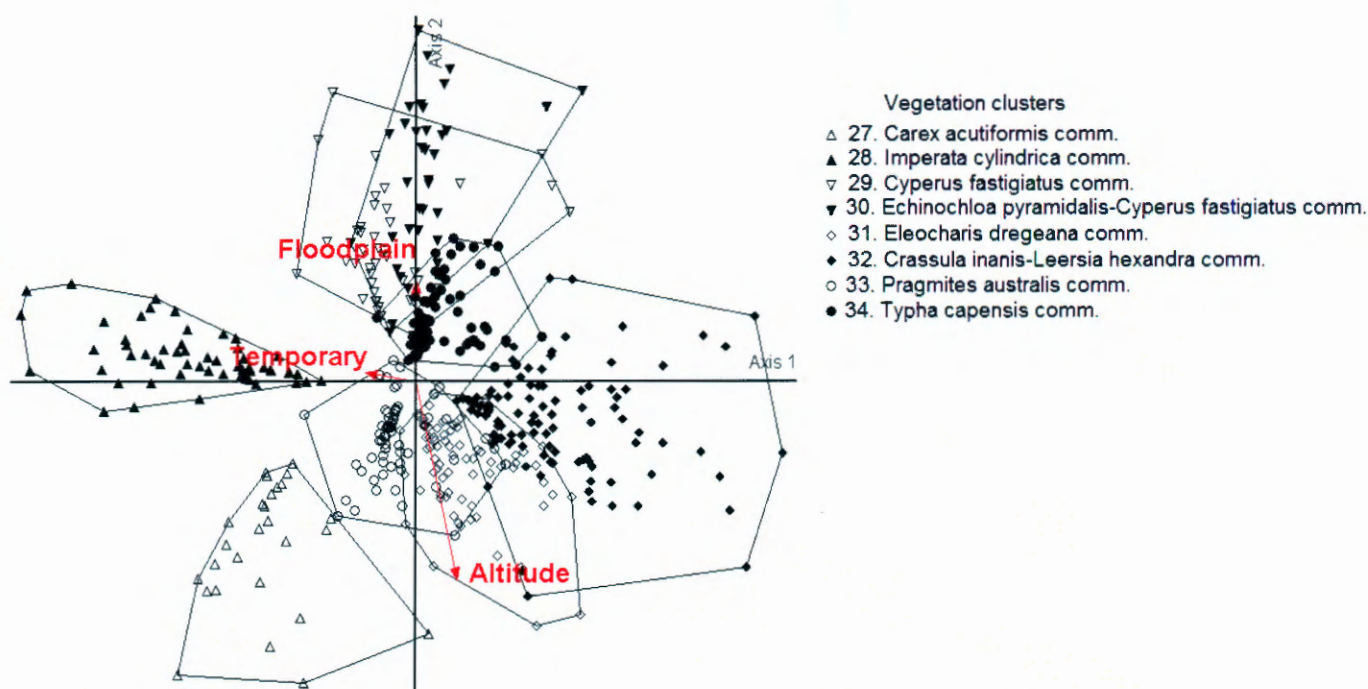 Axis 2
Floodplain
Temporary
Axis 1
Altitude
Vegetation clusters
27. Carex acutiformis comm.
28. Imperata cylindrica comm.
29. Cyperus fastigiatus comm.
30. Echinochloa pyramidalis-Cyperus fastigiatus comm.
31. Eleocharis dregeana comm.
32. Crassula inanis-Leersia hexandra comm.
33. Pragmites australis comm.
34. Typha capensis comm.